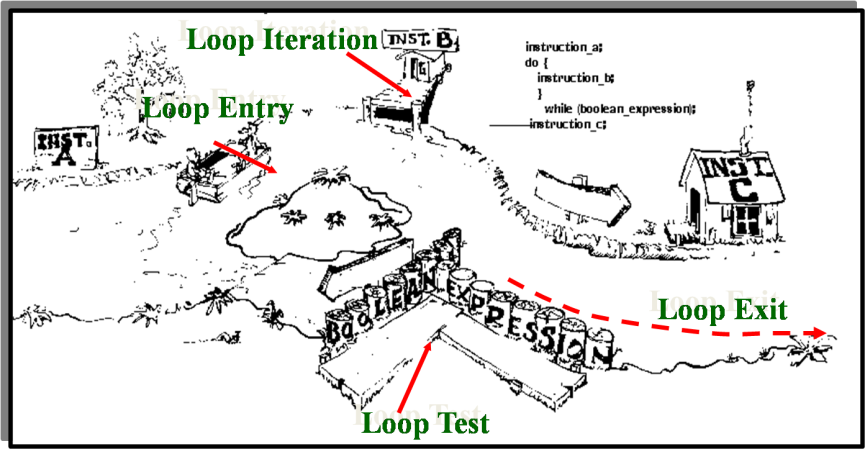 Loop Iteration
INST. B
instruction_a;
do {
instruction_b;
}
while (boolean_expression);
instruction_c;
Loop Entry
INST. A
INST. C
BOOLEAN EXPRESSION
Loop Exit
Loop Test